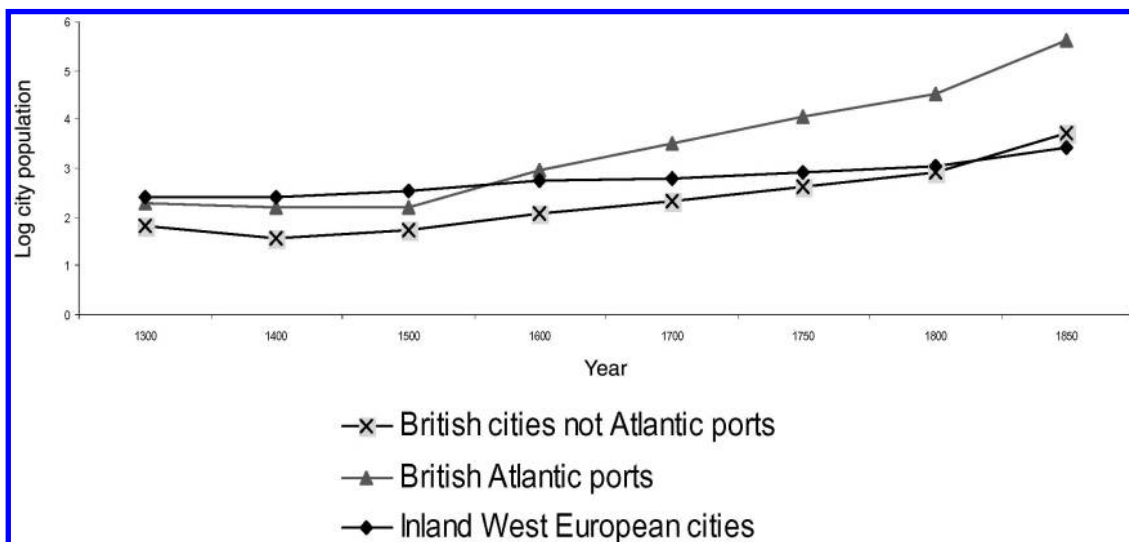 Log city population
6
5
4
3
2
1
0
1300 1400 1500 1600 1700 1750 1800 1850
Year
British cities not Atlantic ports
British Atlantic ports
Inland West European cities